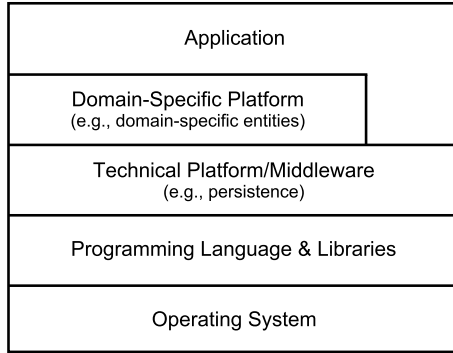 Application
Domain-Specific Platform
(e.g., domain-specific entities)
Technical Platform/Middleware
(e.g., persistence)
Programming Language & Libraries
Operating System